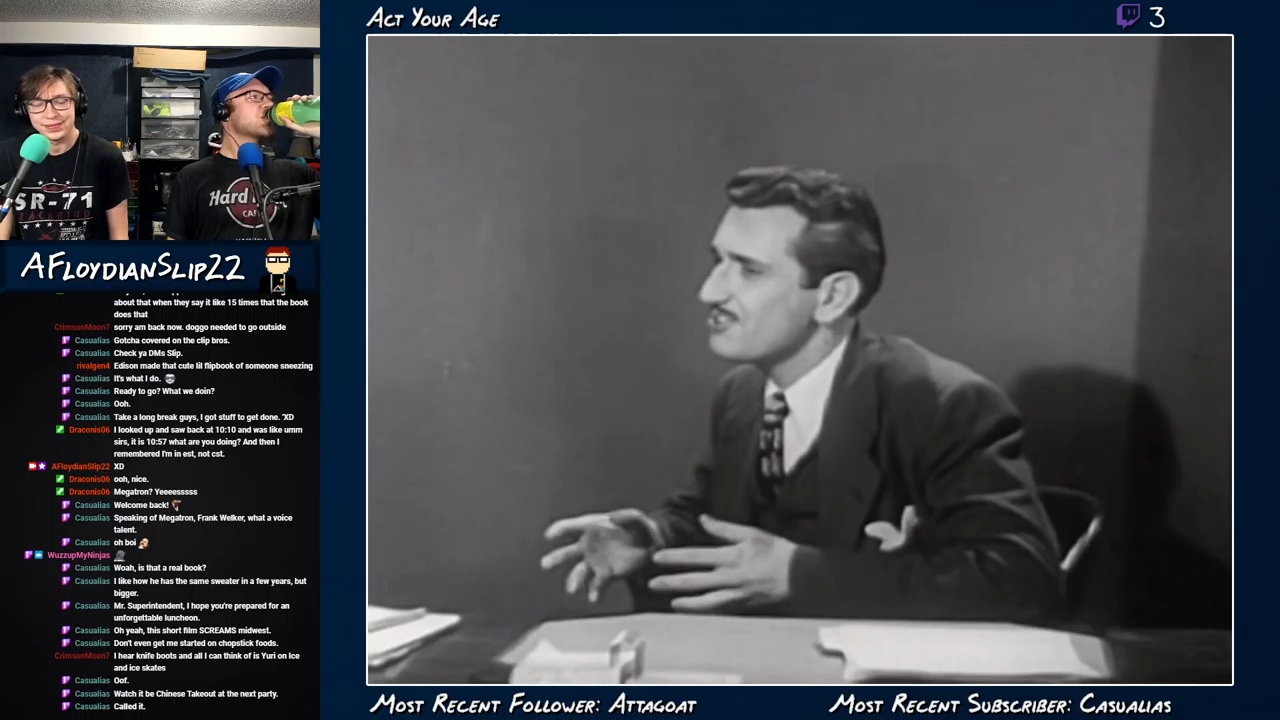 Act Your Age
3
SR-71
Hard
CAFE
AFloydianSlip22
about that when they say it like 15 times that the book
does that
CrimsonMoon7 sorry am back now. doggo needed to go outside
Casualias Gotcha covered on the clip bros.
Casualias Check ya DMs Slip.
rivalgen4 Edison made that cute lil flipbook of someone sneezing
Casualias It's what I do.
Casualias Ready to go? What we doin?
Casualias Ooh.
Casualias Take a long break guys, I got stuff to get done. 'XD
Draconis06 I looked up and saw back at 10:10 and was like umm
sirs, it is 10:57 what are you doing? And then I
remembered I'm in est, not cst.
AFloydianSlip22 XD
Draconis06 ooh, nice.
Draconis06 Megatron? Yeeeesssss
Casualias Welcome back!
Casualias Speaking of Megatron, Frank Welker, what a voice
talent.
Casualias oh boi
WuzzupMyNinjas
Casualias Woah, is that a real book?
Casualias I like how he has the same sweater in a few years, but
bigger.
Casualias Mr. Superintendent, I hope you're prepared for an
unforgettable luncheon.
Casualias Oh yeah, this short film SCREAMS midwest.
Casualias Don't even get me started on chopstick foods.
CrimsonMoon7 I hear knife boots and all I can think of is Yuri on Ice
and ice skates
Casualias Oof.
Casualias Watch it be Chinese Takeout at the next party.
Casualias Called it.
Most Recent Follower: Attagoat
Most Recent Subscriber: Casualias